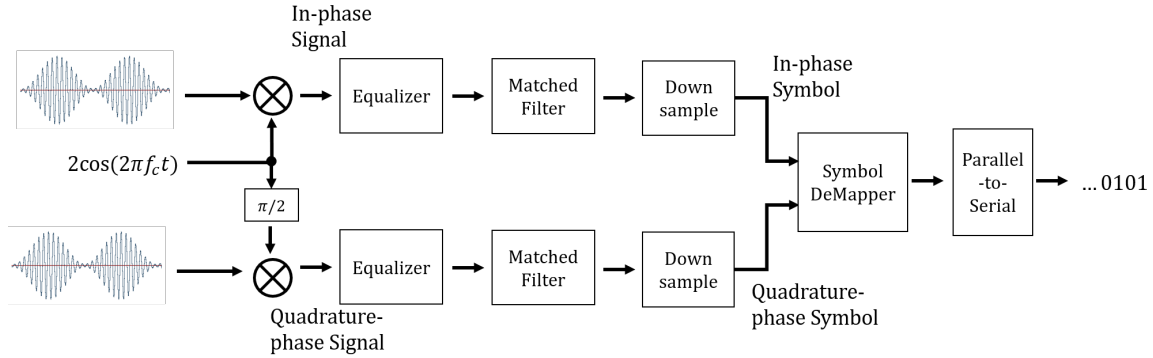 In-phase
Signal
Equalizer
Matched
Filter
Down
sample
In-phase
Symbol
2cos(2πf_c t)
π/2
Symbol
DeMapper
Parallel
-to-
Serial
... 0101
Equalizer
Matched
Filter
Down
sample
Quadrature-
phase Signal
Quadrature-
phase Symbol